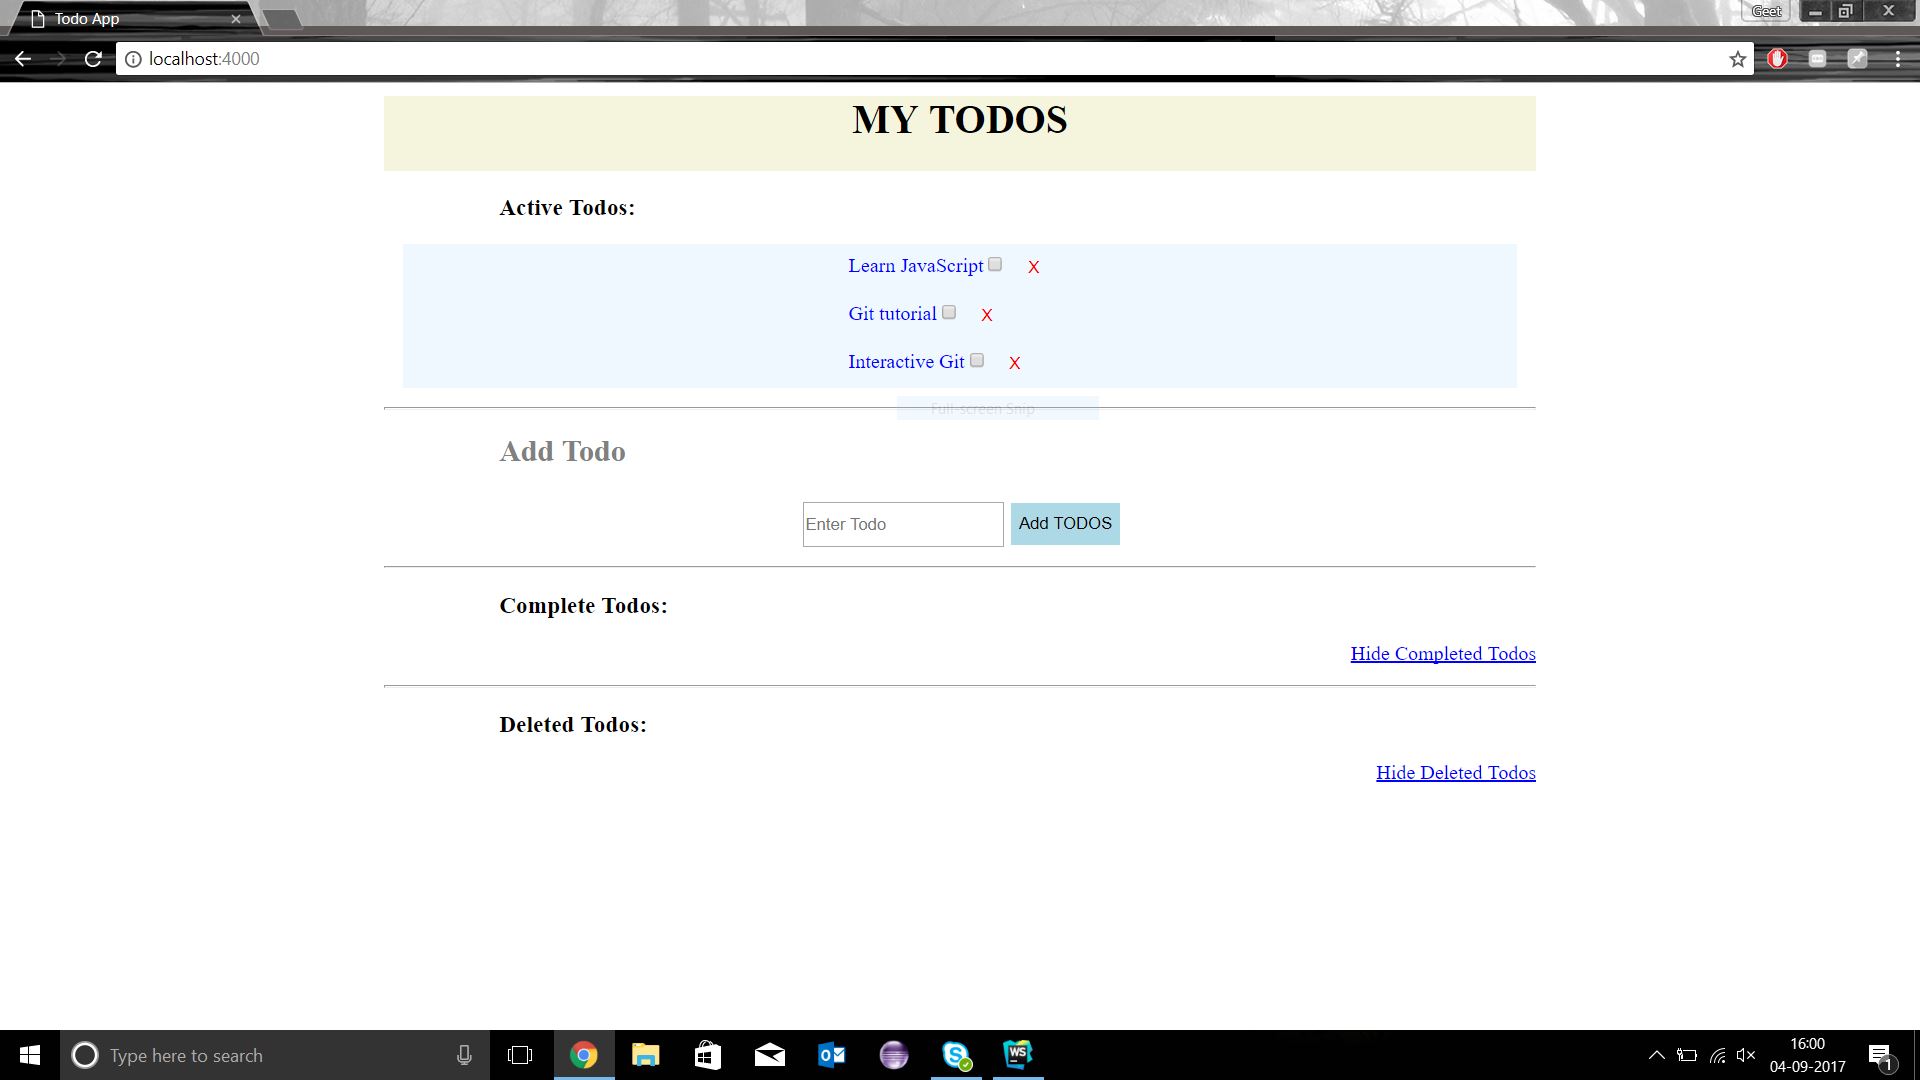 Todo App
Geet
localhost:4000
MY TODOS
Active Todos:
Learn JavaScript X
Git tutorial X
Interactive Git X
Full-screen Snip
Add Todo
Enter Todo Add TODOS
Complete Todos:
Hide Completed Todos
Deleted Todos:
Hide Deleted Todos
Type here to search
16:00
04-09-2017
1